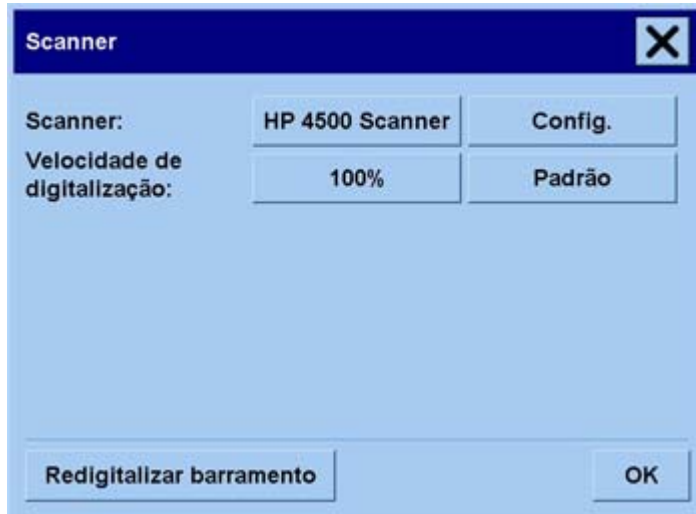 Scanner
Scanner: HP 4500 Scanner Config.
Velocidade de
digitalização: 100% Padrão
Redigitalizar barramento OK